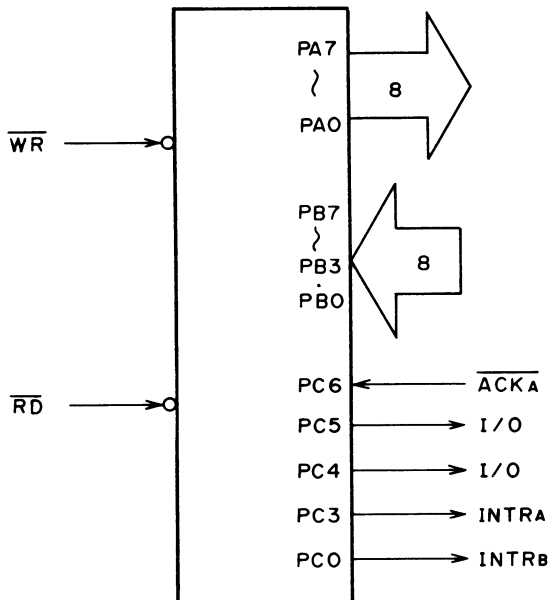 PA7
8
PA0
WR
PB7
PB3
8
PB0
PC6 ACKA
RD
PC5 I/O
PC4 I/O
PC3 INTRA
PC0 INTRB